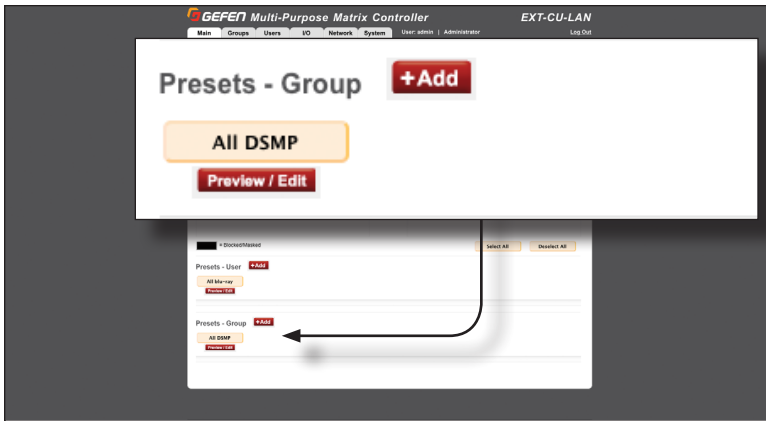 GEFEN Multi-Purpose Matrix Controller EXT-CU-LAN
Main Groups Users I/O Network System User: admin | Administrator Log Out
Presets - Group +Add
All DSMP
Preview / Edit
= Blocked/Masked Select All Deselect All
Presets - User +Add
All blu-ray
Preview / Edit
Presets - Group +Add
All DSMP
Preview / Edit